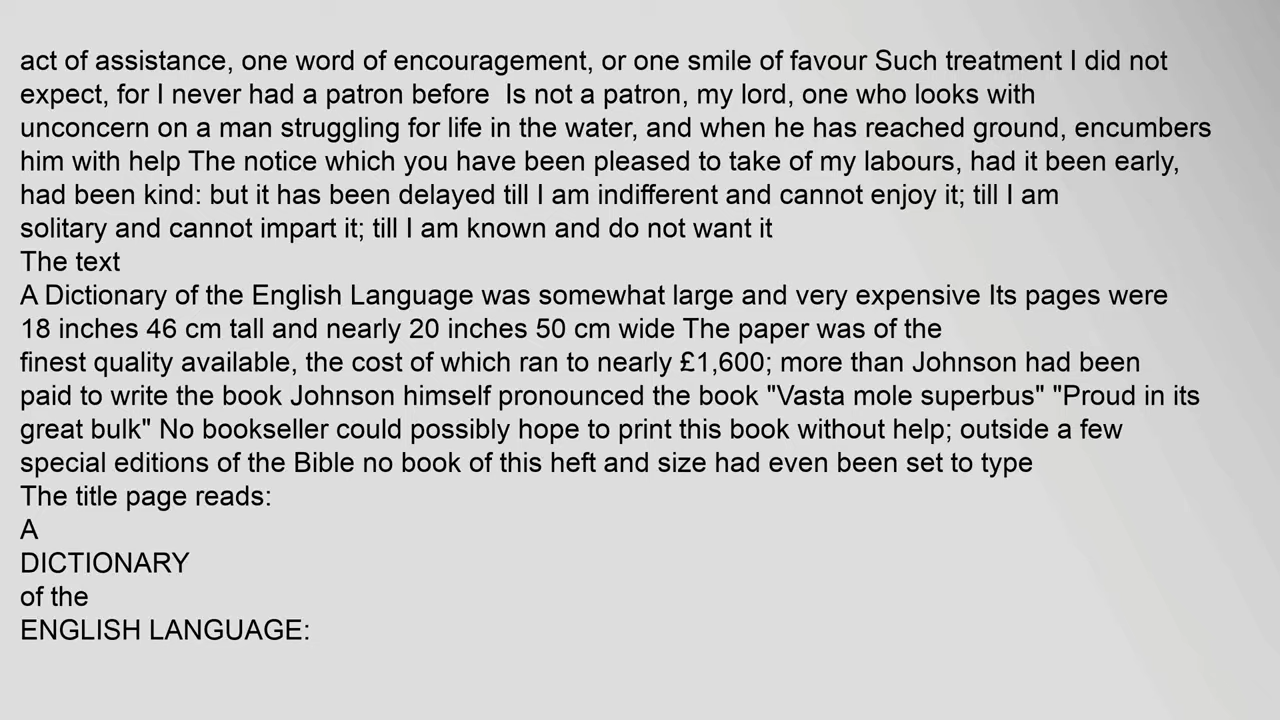 act of assistance, one word of encouragement, or one smile of favour Such treatment I did not
expect, for I never had a patron before  Is not a patron, my lord, one who looks with
unconcern on a man struggling for life in the water, and when he has reached ground, encumbers
him with help The notice which you have been pleased to take of my labours, had it been early,
had been kind: but it has been delayed till I am indifferent and cannot enjoy it; till I am
solitary and cannot impart it; till I am known and do not want it
The text
A Dictionary of the English Language was somewhat large and very expensive Its pages were
18 inches 46 cm tall and nearly 20 inches 50 cm wide The paper was of the
finest quality available, the cost of which ran to nearly £1,600; more than Johnson had been
paid to write the book Johnson himself pronounced the book "Vasta mole superbus" "Proud in its
great bulk" No bookseller could possibly hope to print this book without help; outside a few
special editions of the Bible no book of this heft and size had even been set to type
The title page reads:
A
DICTIONARY
of the
ENGLISH LANGUAGE: